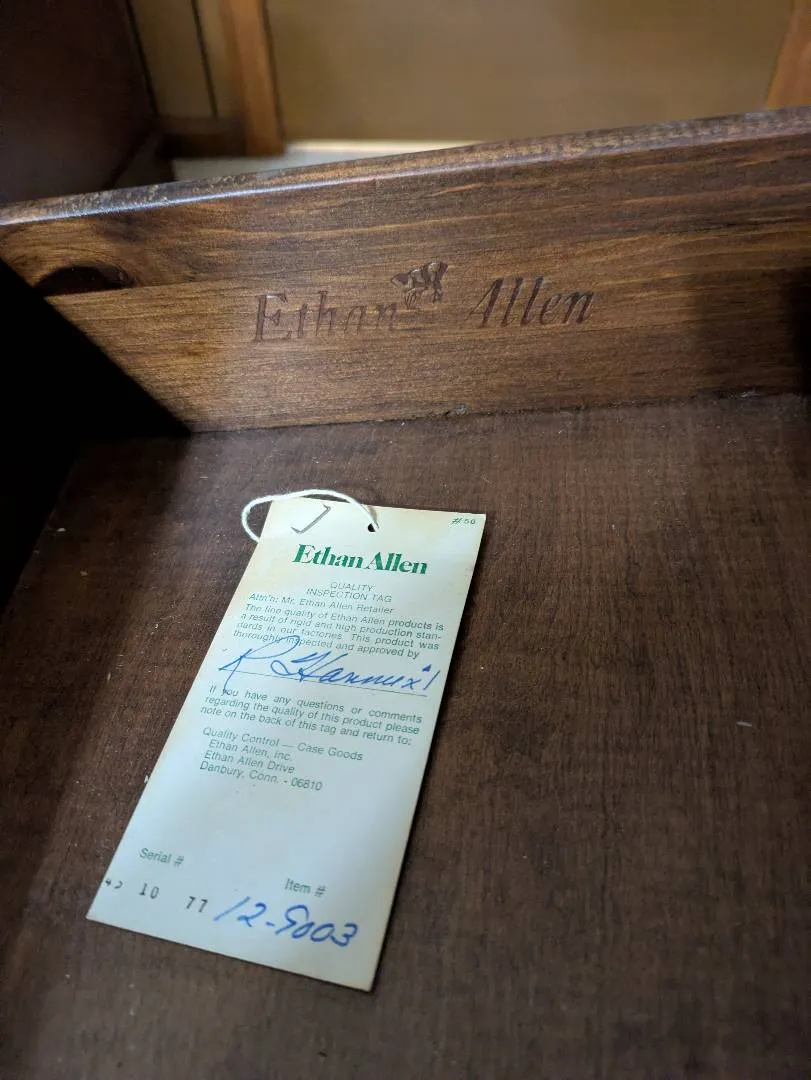 Ethan Allen
#50
Ethan Allen
QUALITY
INSPECTION TAG
Attn'n: Mr. Ethan Allen Retailer
The fine quality of Ethan Allen products is
a result of rigid and high production stan-
dards in our factories. This product was
thoroughly inspected and approved by
If you have any questions or comments
regarding the quality of this product please
note on the back of this tag and return to:
Quality Control — Case Goods
Ethan Allen, Inc.
Ethan Allen Drive
Danbury, Conn. - 06810
Serial #
Item #
10 77 12-9003